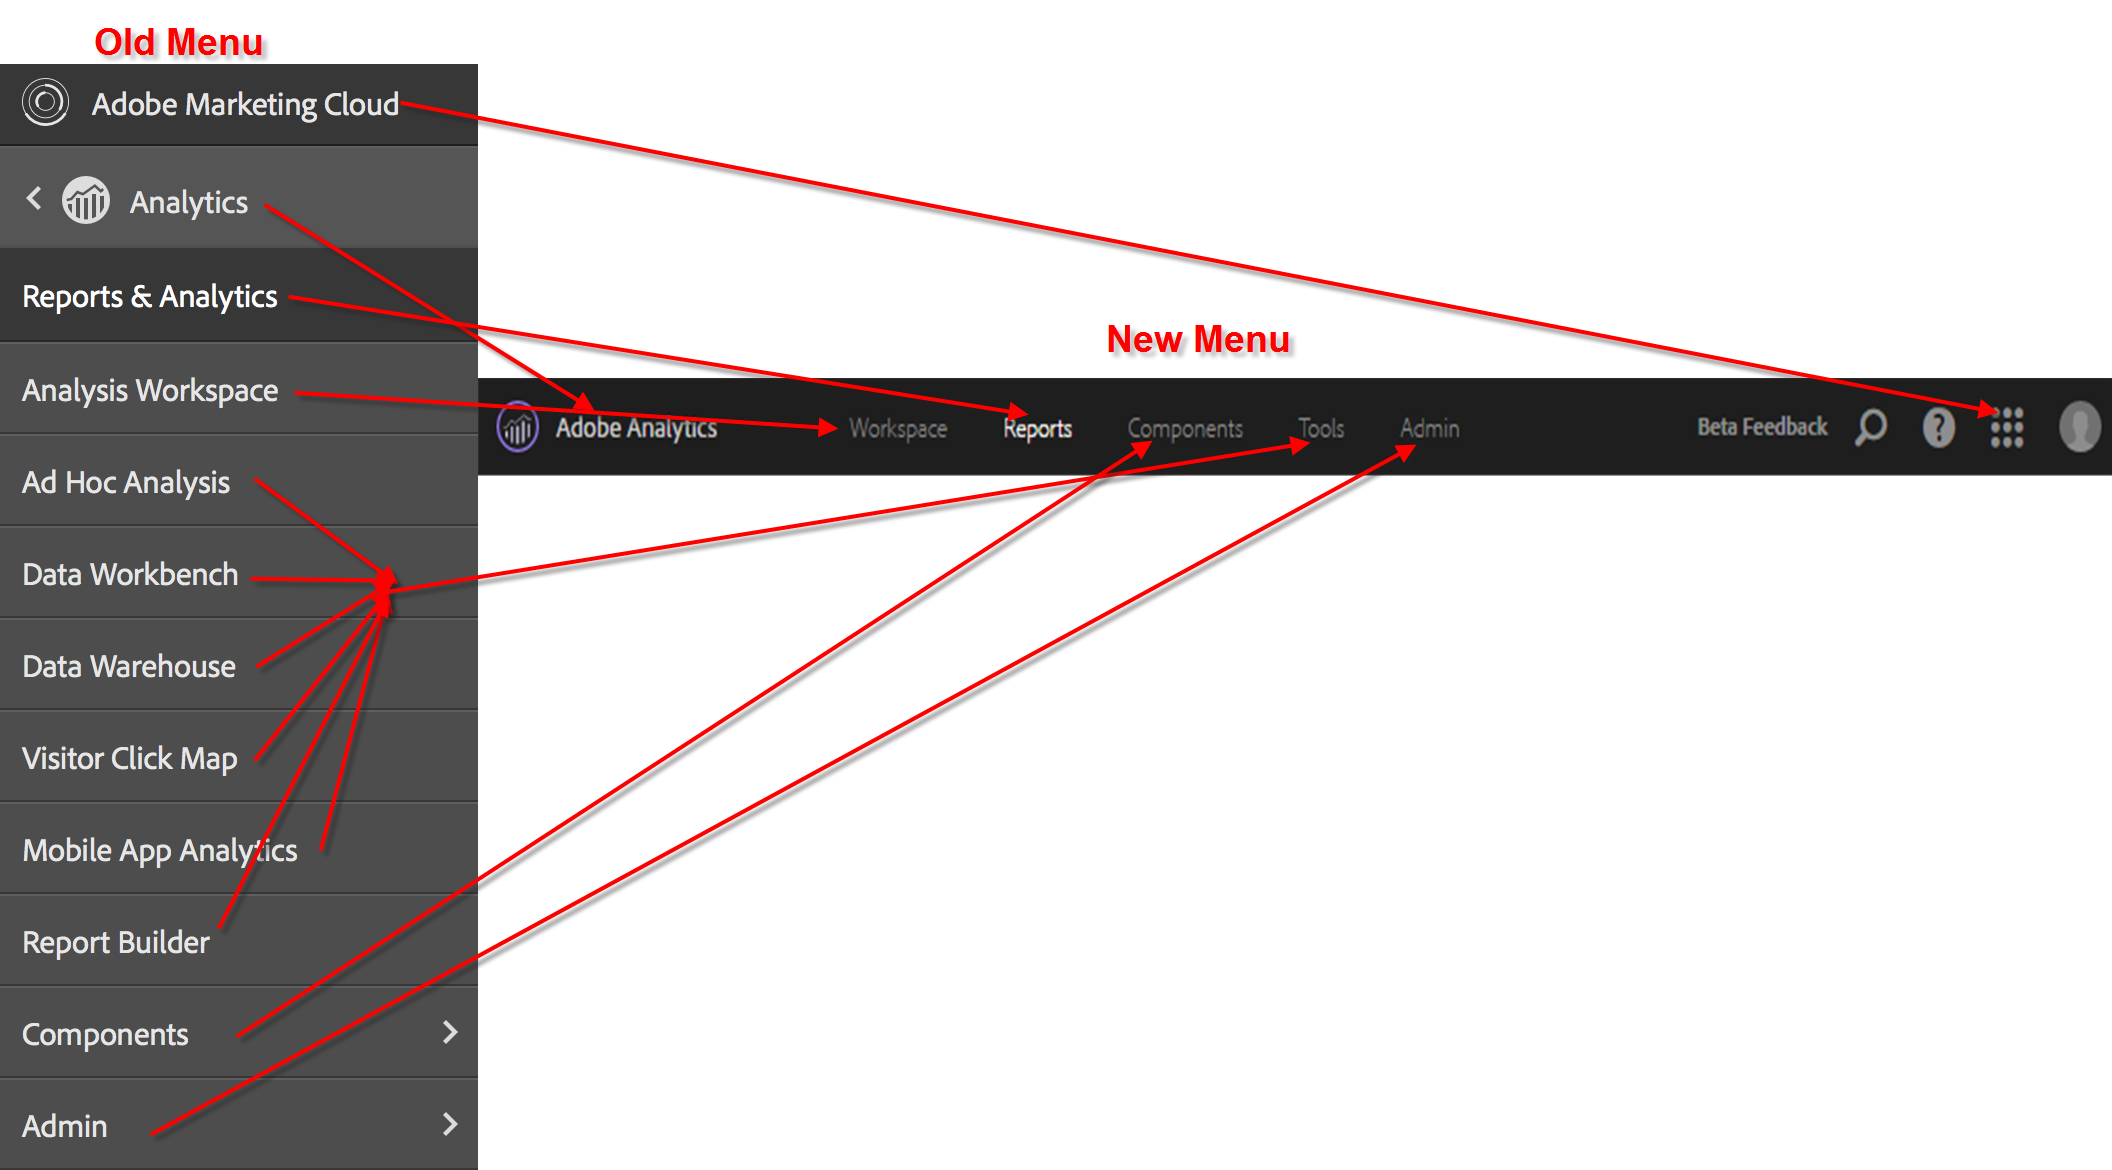 Old Menu
Adobe Marketing Cloud
Analytics
Reports & Analytics
Analysis Workspace
Ad Hoc Analysis
Data Workbench
Data Warehouse
Visitor Click Map
Mobile App Analytics
Report Builder
Components
Admin
New Menu
Adobe Analytics Workspace Reports Components Tools Admin Beta Feedback ?